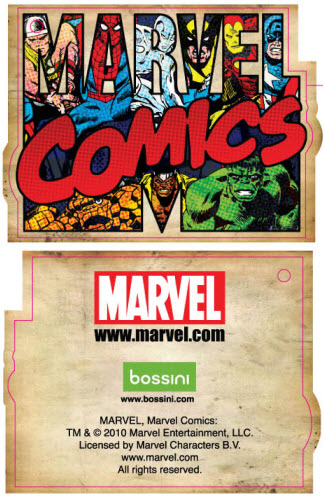 MARVEL
COMICS
MARVEL
www.marvel.com
bossini
www.bossini.com
MARVEL, Marvel Comics:
TM & © 2010 Marvel Entertainment, LLC.
Licensed by Marvel Characters B.V.
www.marvel.com
All rights reserved.